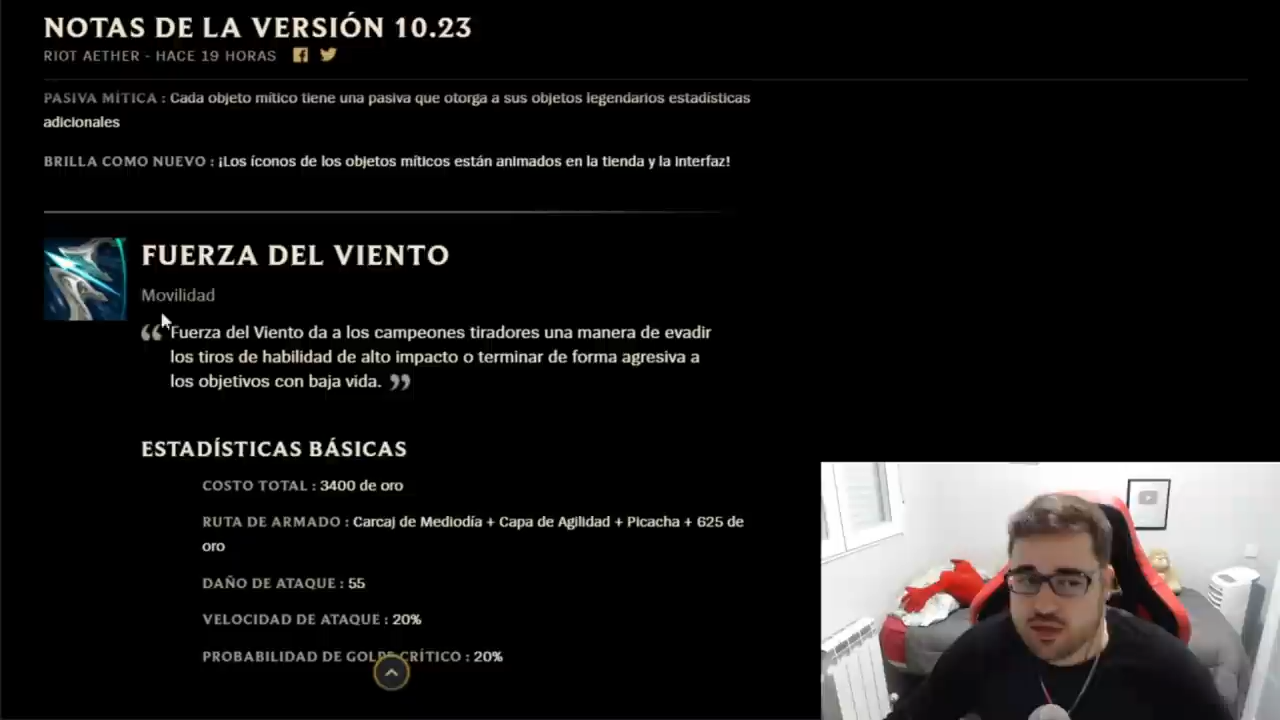 NOTAS DE LA VERSIÓN 10.23
RIOT AETHER - HACE 19 HORAS
PASIVA MÍTICA : Cada objeto mítico tiene una pasiva que otorga a sus objetos legendarios estadísticas
adicionales
BRILLA COMO NUEVO : ¡Los íconos de los objetos míticos están animados en la tienda y la interfaz!
FUERZA DEL VIENTO
Movilidad
“ Fuerza del Viento da a los campeones tiradores una manera de evadir
los tiros de habilidad de alto impacto o terminar de forma agresiva a
los objetivos con baja vida. ”
ESTADÍSTICAS BÁSICAS
COSTO TOTAL : 3400 de oro
RUTA DE ARMADO : Carcaj de Mediodía + Capa de Agilidad + Picacha + 625 de
oro
DAÑO DE ATAQUE : 55
VELOCIDAD DE ATAQUE : 20%
PROBABILIDAD DE GOLPE CRÍTICO : 20%